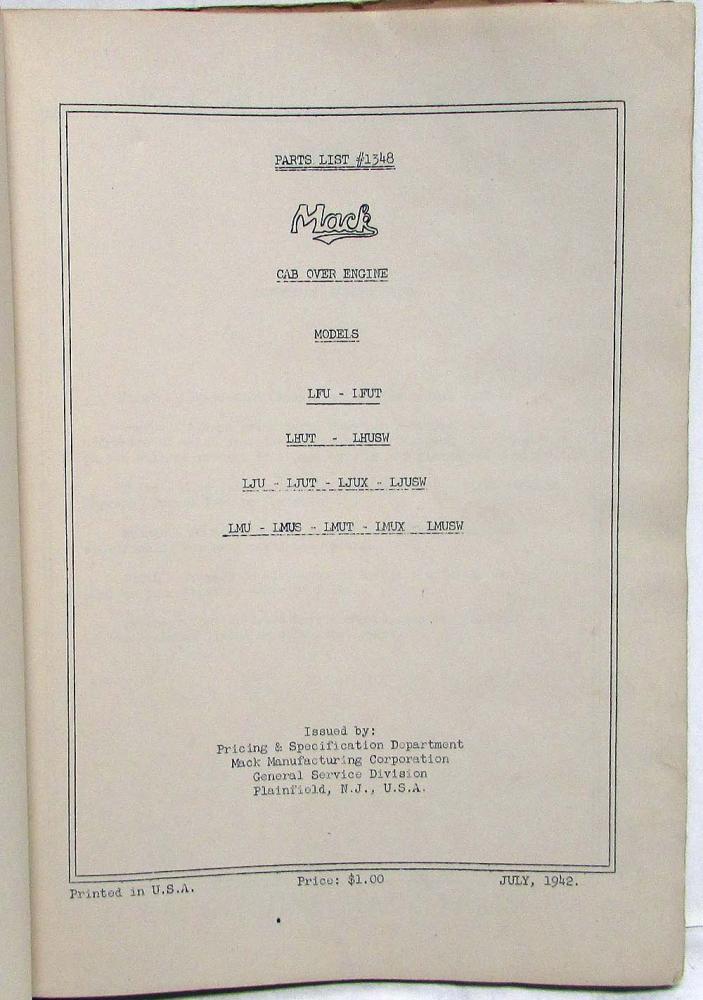 PARTS LIST #1348
Mack
CAB OVER ENGINE
MODELS
LFU - LFUT
LHUT - LHUSW
LJU - LJUT - LJUX - LJUSW
LMU - LMUS - LMUT - LMUX LMUSW
Issued by:
Pricing & Specification Department
Mack Manufacturing Corporation
General Service Division
Plainfield, N.J., U.S.A.
Printed in U.S.A. Price: $1.00 JULY, 1942.